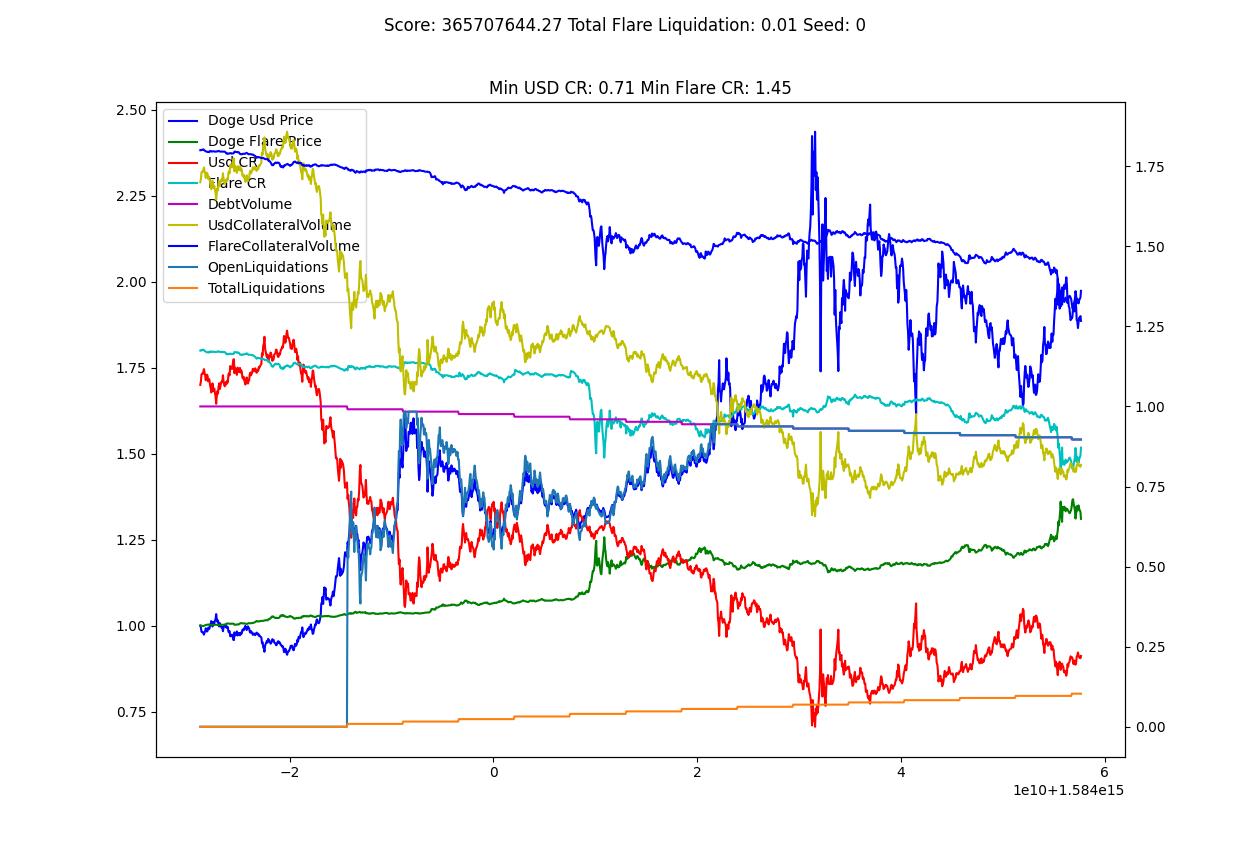 Score: 365707644.27 Total Flare Liquidation: 0.01 Seed: 0
Min USD CR: 0.71 Min Flare CR: 1.45
Doge Usd Price
Doge Flare Price
Usd CR
Flare CR
DebtVolume
UsdCollateralVolume
FlareCollateralVolume
OpenLiquidations
TotalLiquidations
2.50
2.25
2.00
1.75
1.50
1.25
1.00
0.75
1.75
1.50
1.25
1.00
0.75
0.50
0.25
0.00
−2 0 2 4 6
1e10+1.584e15